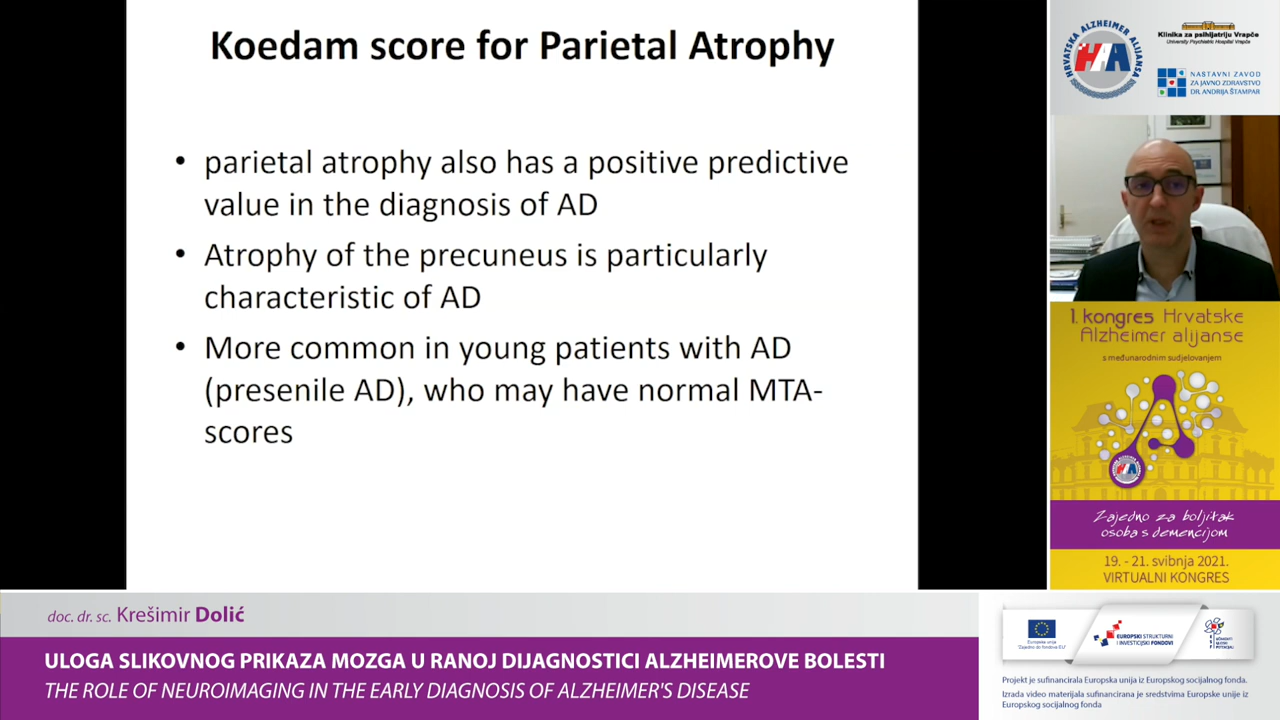 Koedam score for Parietal Atrophy
• parietal atrophy also has a positive predictive
value in the diagnosis of AD
• Atrophy of the precuneus is particularly
characteristic of AD
• More common in young patients with AD
(presenile AD), who may have normal MTA-
scores
HRVATSKA ALZHEIMER ALIJANSA
HAA
Klinika za psihijatriju Vrapče
University Psychiatric Hospital Vrapče
NASTAVNI ZAVOD
ZA JAVNO ZDRAVSTVO
DR. ANDRIJA ŠTAMPAR
1. kongres Hrvatske
Alzheimer alijanse
s međunarodnim sudjelovanjem
HAA
Zajedno za boljitak
osoba s demencijom
19. - 21. svibnja 2021.
VIRTUALNI KONGRES
doc. dr. sc. Krešimir Dolić
ULOGA SLIKOVNOG PRIKAZA MOZGA U RANOJ DIJAGNOSTICI ALZHEIMEROVE BOLESTI
THE ROLE OF NEUROIMAGING IN THE EARLY DIAGNOSIS OF ALZHEIMER'S DISEASE
Europska unija
"Zajedno do fondova EU"
EUROPSKI STRUKTURNI
I INVESTICIJSKI FONDOVI
Projekt je sufinancirala Europska unija iz Europskog socijalnog fonda.
Izrada video materijala sufinancirana je sredstvima Europske unije iz
Europskog socijalnog fonda